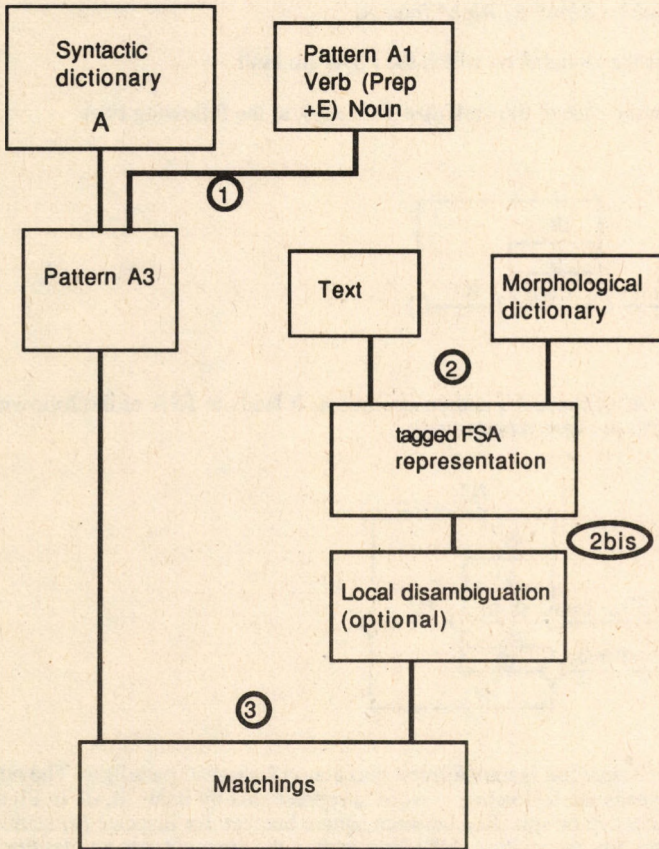 Syntactic
dictionary
A
Pattern A1
Verb (Prep
+E) Noun
1
Pattern A3
Text
Morphological
dictionary
2
tagged FSA
representation
2bis
Local disambiguation
(optional)
3
Matchings